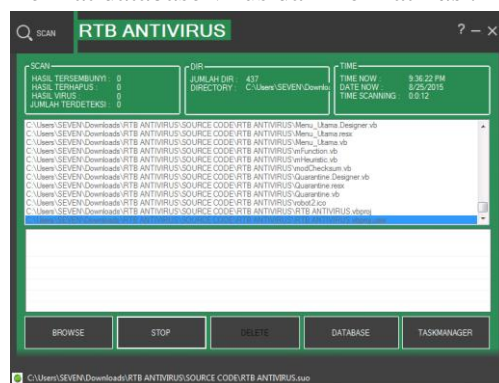 SCAN
RTB ANTIVIRUS
? – ×
SCAN
HASIL TERSEMBUNYI : 0
HASIL TERHAPUS : 0
HASIL VIRUS : 0
JUMLAH TERDETEKSI : 0
DIR
JUMLAH DIR : 437
DIRECTORY : C:\Users\SEVEN\Downloa
TIME
TIME NOW : 9:36:22 PM
DATE NOW : 8/25/2015
TIME SCANNING : 0:0:12
C:\Users\SEVEN\Downloads\RTB ANTIVIRUS\SOURCE CODE\RTB ANTIVIRUS\Menu_Utama.Designer.vb
C:\Users\SEVEN\Downloads\RTB ANTIVIRUS\SOURCE CODE\RTB ANTIVIRUS\Menu_Utama.resx
C:\Users\SEVEN\Downloads\RTB ANTIVIRUS\SOURCE CODE\RTB ANTIVIRUS\Menu_Utama.vb
C:\Users\SEVEN\Downloads\RTB ANTIVIRUS\SOURCE CODE\RTB ANTIVIRUS\mFunction.vb
C:\Users\SEVEN\Downloads\RTB ANTIVIRUS\SOURCE CODE\RTB ANTIVIRUS\mHeuristic.vb
C:\Users\SEVEN\Downloads\RTB ANTIVIRUS\SOURCE CODE\RTB ANTIVIRUS\modChecksum.vb
C:\Users\SEVEN\Downloads\RTB ANTIVIRUS\SOURCE CODE\RTB ANTIVIRUS\Quarantine.Designer.vb
C:\Users\SEVEN\Downloads\RTB ANTIVIRUS\SOURCE CODE\RTB ANTIVIRUS\Quarantine.resx
C:\Users\SEVEN\Downloads\RTB ANTIVIRUS\SOURCE CODE\RTB ANTIVIRUS\Quarantine.vb
C:\Users\SEVEN\Downloads\RTB ANTIVIRUS\SOURCE CODE\RTB ANTIVIRUS\robot2.ico
C:\Users\SEVEN\Downloads\RTB ANTIVIRUS\SOURCE CODE\RTB ANTIVIRUS\RTB ANTIVIRUS.vbproj
BROWSE
STOP
DELETE
DATABASE
TASKMANAGER
C:\Users\SEVEN\Downloads\RTB ANTIVIRUS\SOURCE CODE\RTB ANTIVIRUS.suo